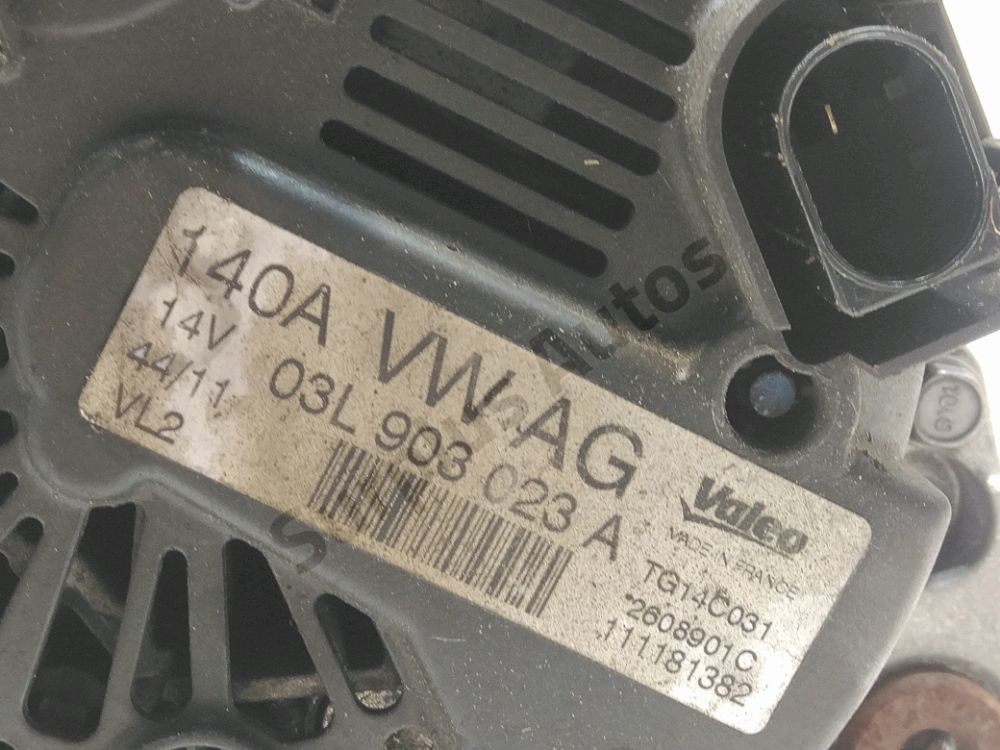 140A VW AG
14V 03L 903 023 A
44/11
VL2
Valeo
MADE IN FRANCE
TG14C031
*2608901C
111181382